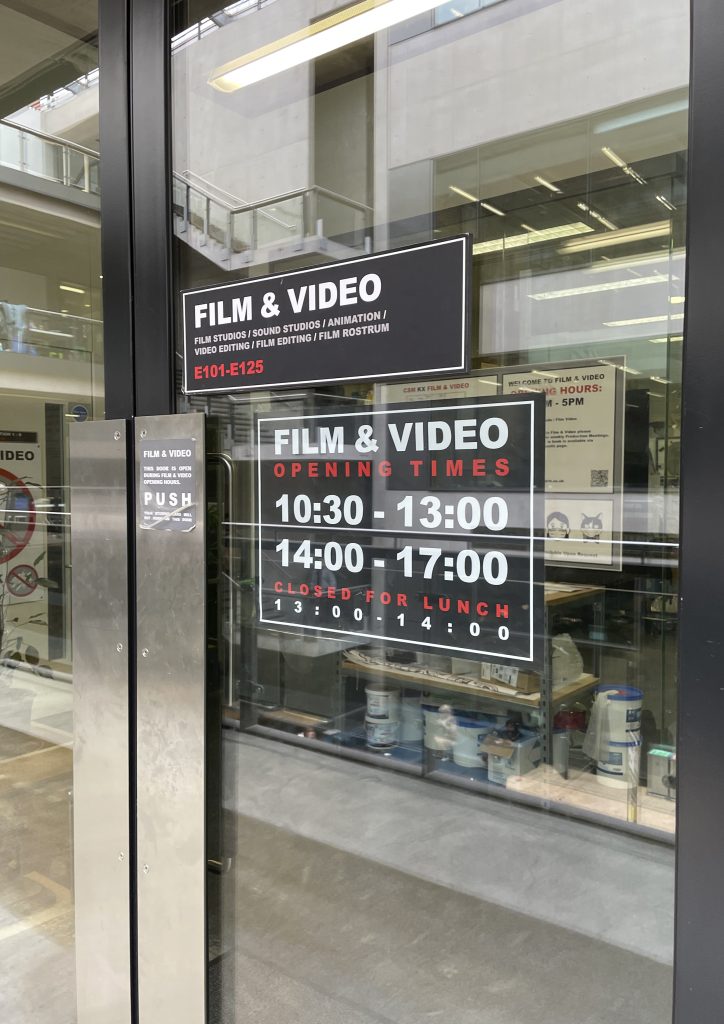 FILM & VIDEO
FILM STUDIOS / SOUND STUDIOS / ANIMATION /
VIDEO EDITING / FILM EDITING / FILM ROSTRUM
E101-E125
CSM KX FILM & VIDEO
WELCOME TO FILM & VIDEO
OPENING HOURS:
- 5PM
FILM & VIDEO
OPENING TIMES
10:30 - 13:00
14:00 - 17:00
CLOSED FOR LUNCH
13:00-14:00
FILM & VIDEO
THIS DOOR IS OPEN
DURING FILM & VIDEO
OPENING HOURS.
PUSH
VIDEO